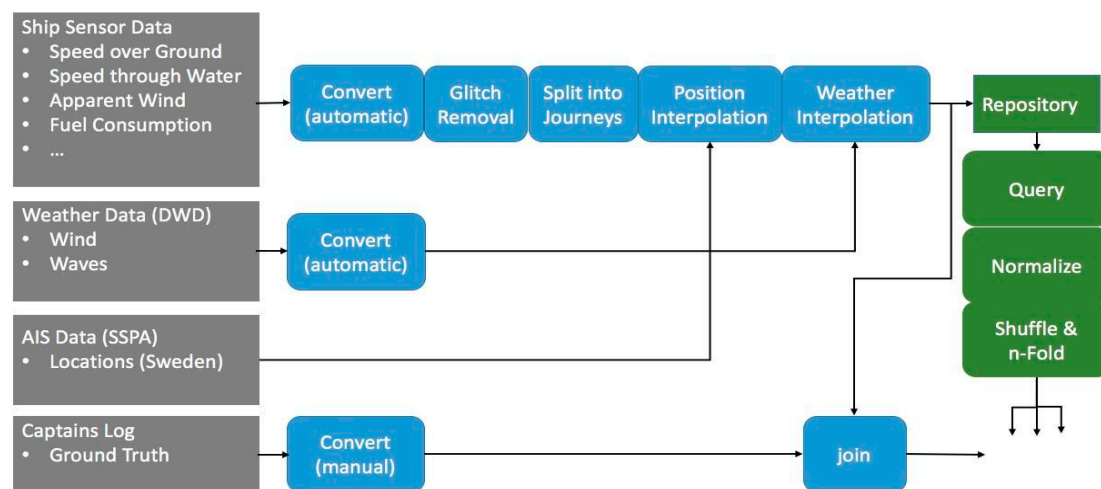 Ship Sensor Data
• Speed over Ground
• Speed through Water
• Apparent Wind
• Fuel Consumption
• ...
Convert
(automatic)
Glitch
Removal
Split into
Journeys
Position
Interpolation
Weather
Interpolation
Repository
Query
Normalize
Shuffle &
n-Fold
Weather Data (DWD)
• Wind
• Waves
Convert
(automatic)
AIS Data (SSPA)
• Locations (Sweden)
Captains Log
• Ground Truth
Convert
(manual)
join